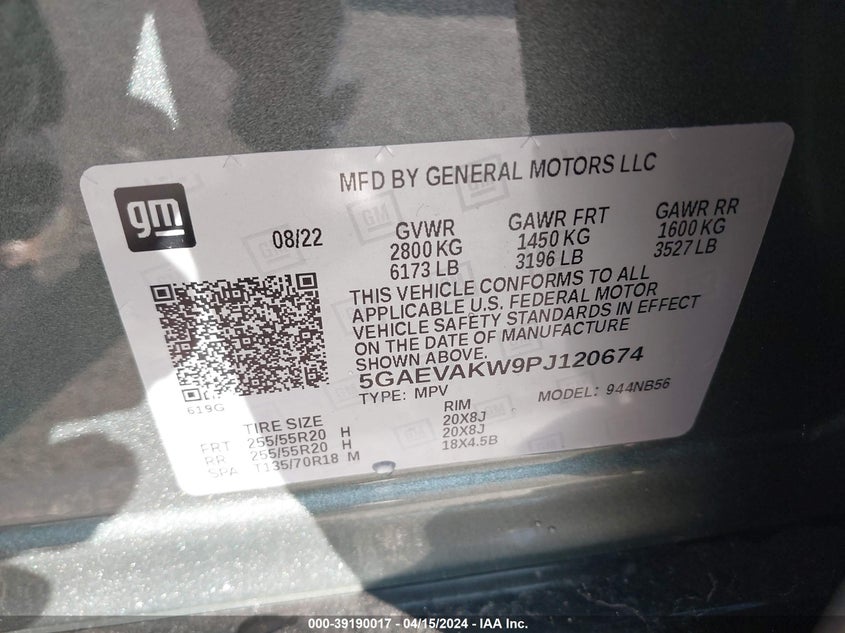 MFD BY GENERAL MOTORS LLC
gm
08/22
GVWR
2800 KG
6173 LB
GAWR FRT
1450 KG
3196 LB
GAWR RR
1600 KG
3527 LB
THIS VEHICLE CONFORMS TO ALL
APPLICABLE U.S. FEDERAL MOTOR
VEHICLE SAFETY STANDARDS IN EFFECT
ON THE DATE OF MANUFACTURE
SHOWN ABOVE.
5GAEVAKW9PJ120674
TYPE: MPV
MODEL: 944NB56
619G
TIRE SIZE
RIM
FRT 255/55R20 H 20X8J
RR 255/55R20 H 20X8J
SPA T135/70R18 M 18X4.5B
000-39190017 - 04/15/2024 - IAA Inc.